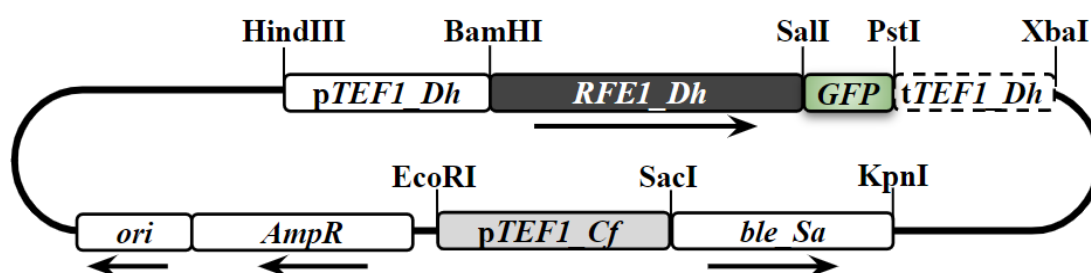 HindIII BamHI SalI PstI XbaI
pTEF1_Dh RFE1_Dh GFP tTEF1_Dh
EcoRI SacI KpnI
ori AmpR pTEF1_Cf ble_Sa